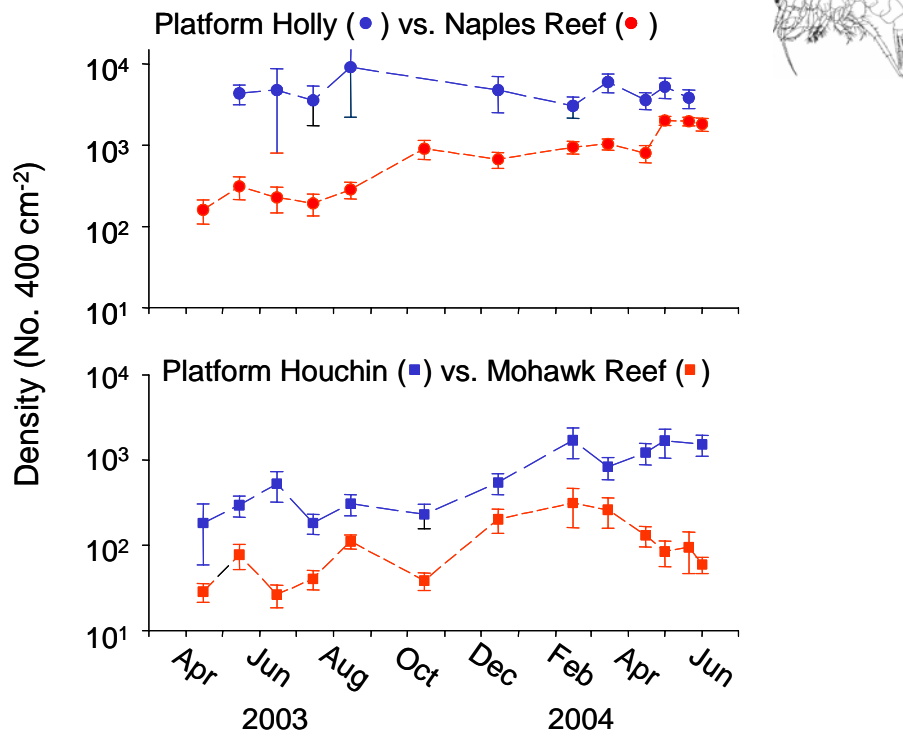 Platform Holly (●) vs. Naples Reef (●)
10⁴
10³
10²
10¹
Density (No. 400 cm⁻²)
Platform Houchin (■) vs. Mohawk Reef (■)
10⁴
10³
10²
10¹
Apr Jun Aug Oct Dec Feb Apr Jun
2003 2004